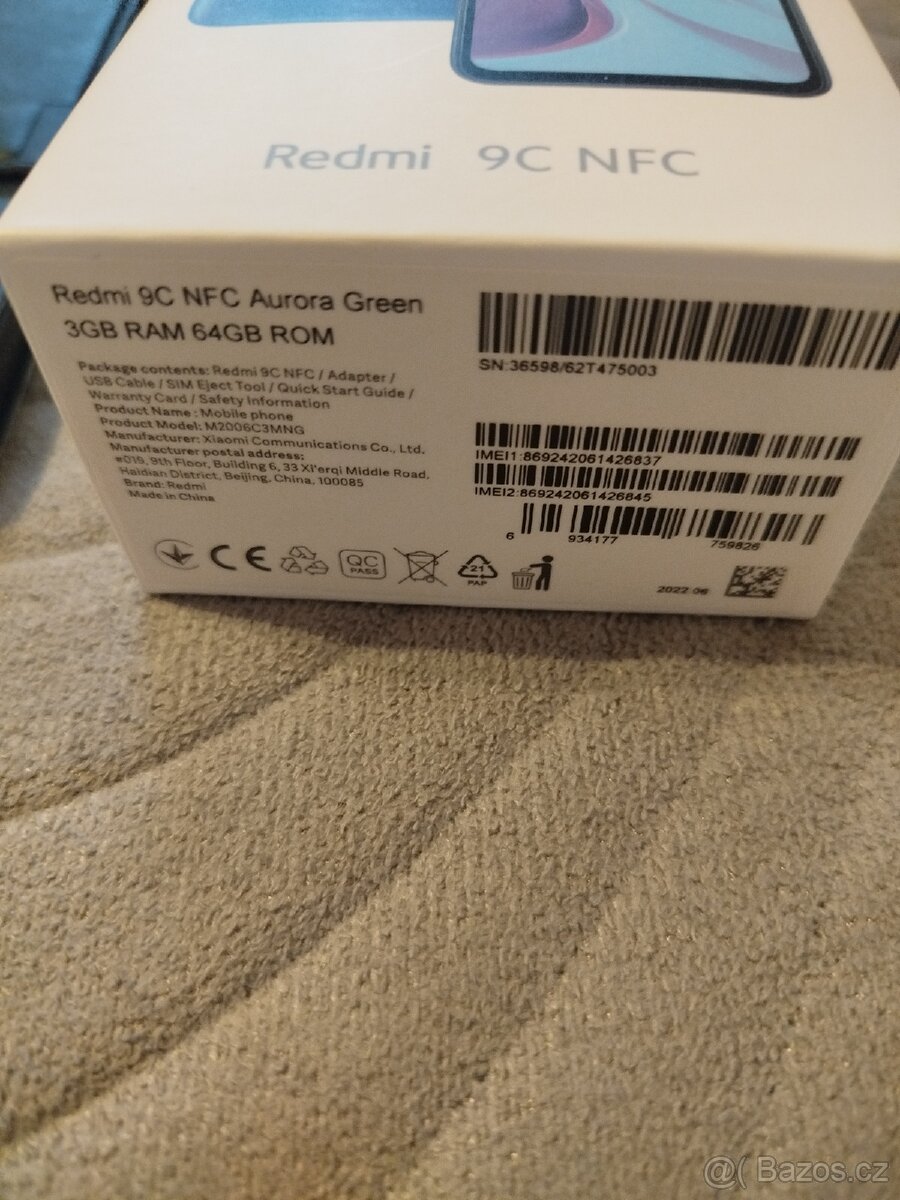 Redmi 9C NFC
Redmi 9C NFC Aurora Green
3GB RAM 64GB ROM
Package contents: Redmi 9C NFC / Adapter /
USB Cable / SIM Eject Tool / Quick Start Guide /
Warranty Card / Safety Information
Product Name : Mobile phone
Product Model: M2006C3MNG
Manufacturer: Xiaomi Communications Co., Ltd.
Manufacturer postal address:
#019, 9th Floor, Building 6, 33 Xi'erqi Middle Road,
Haidian District, Beijing, China, 100085
Brand: Redmi
Made in China
SN:36598/62T475003
IMEI1:869242061426837
IMEI2:869242061426845
6 934177 759826
CE
QC
PASS
21
PAP
2022.06
@( Bazos.cz